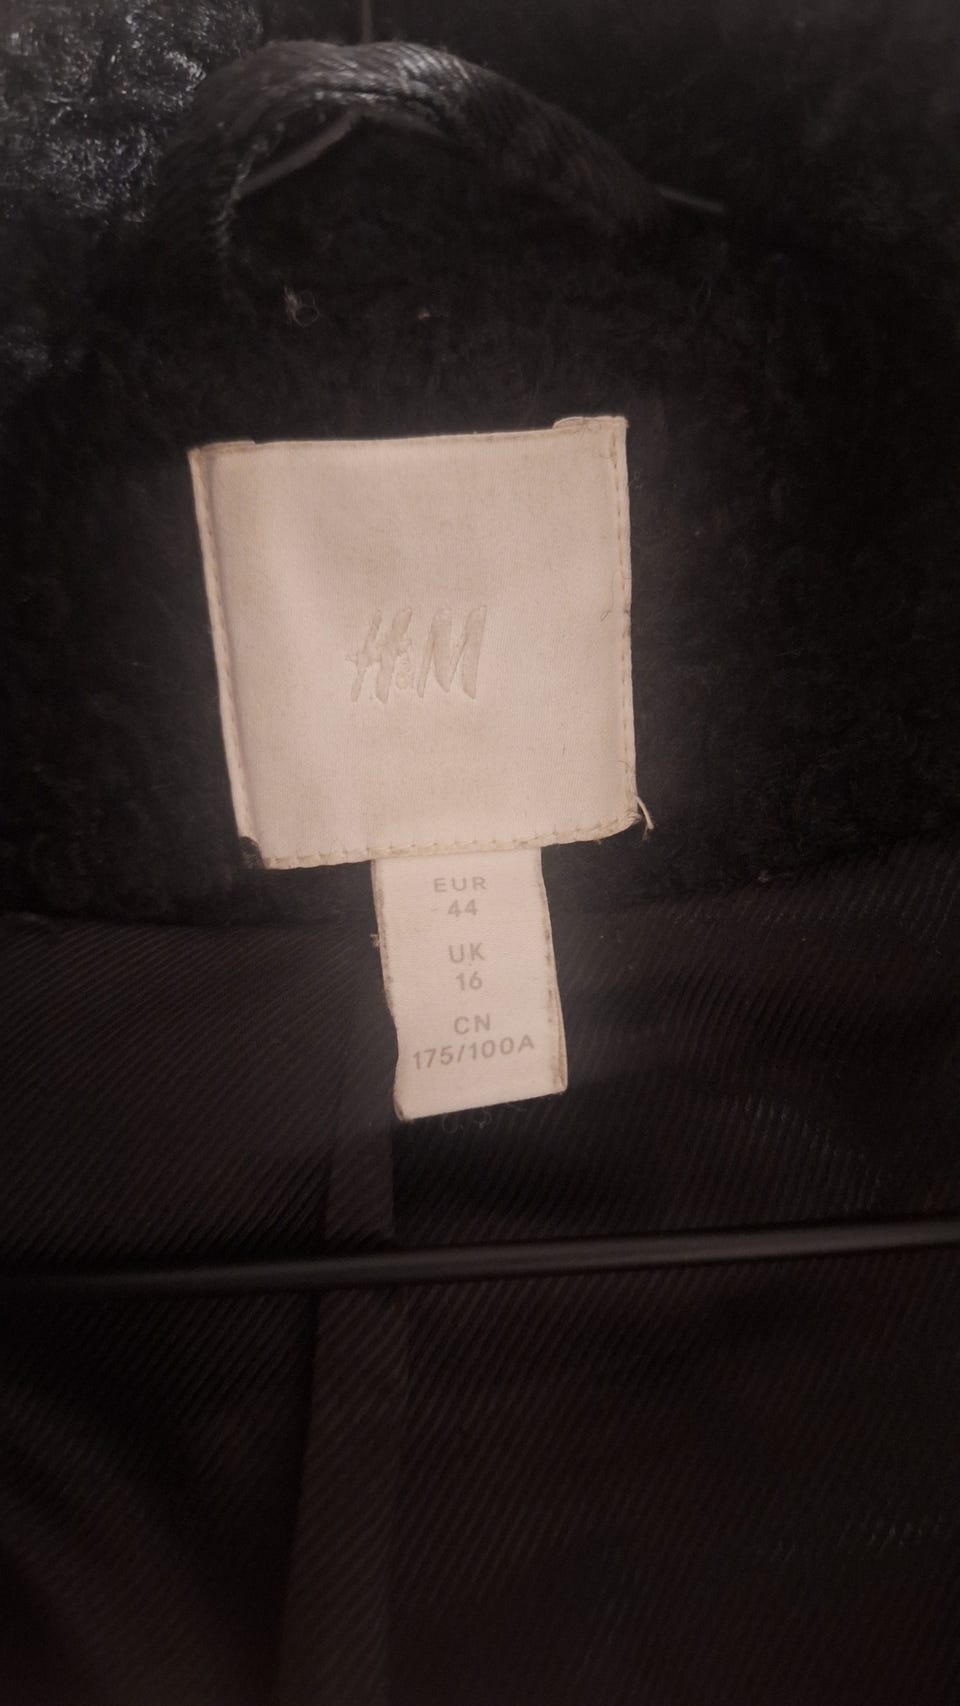 H&M
EUR
44
UK
16
CN
175/100A